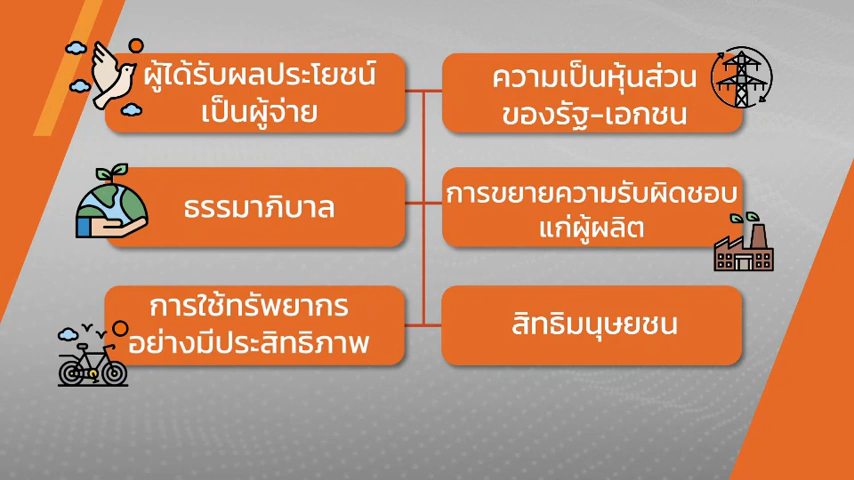 ผู้ได้รับผลประโยชน์
เป็นผู้จ่าย
ความเป็นหุ้นส่วน
ของรัฐ-เอกชน
ธรรมาภิบาล
การขยายความรับผิดชอบ
แก่ผู้ผลิต
การใช้ทรัพยากร
อย่างมีประสิทธิภาพ
สิทธิมนุษยชน